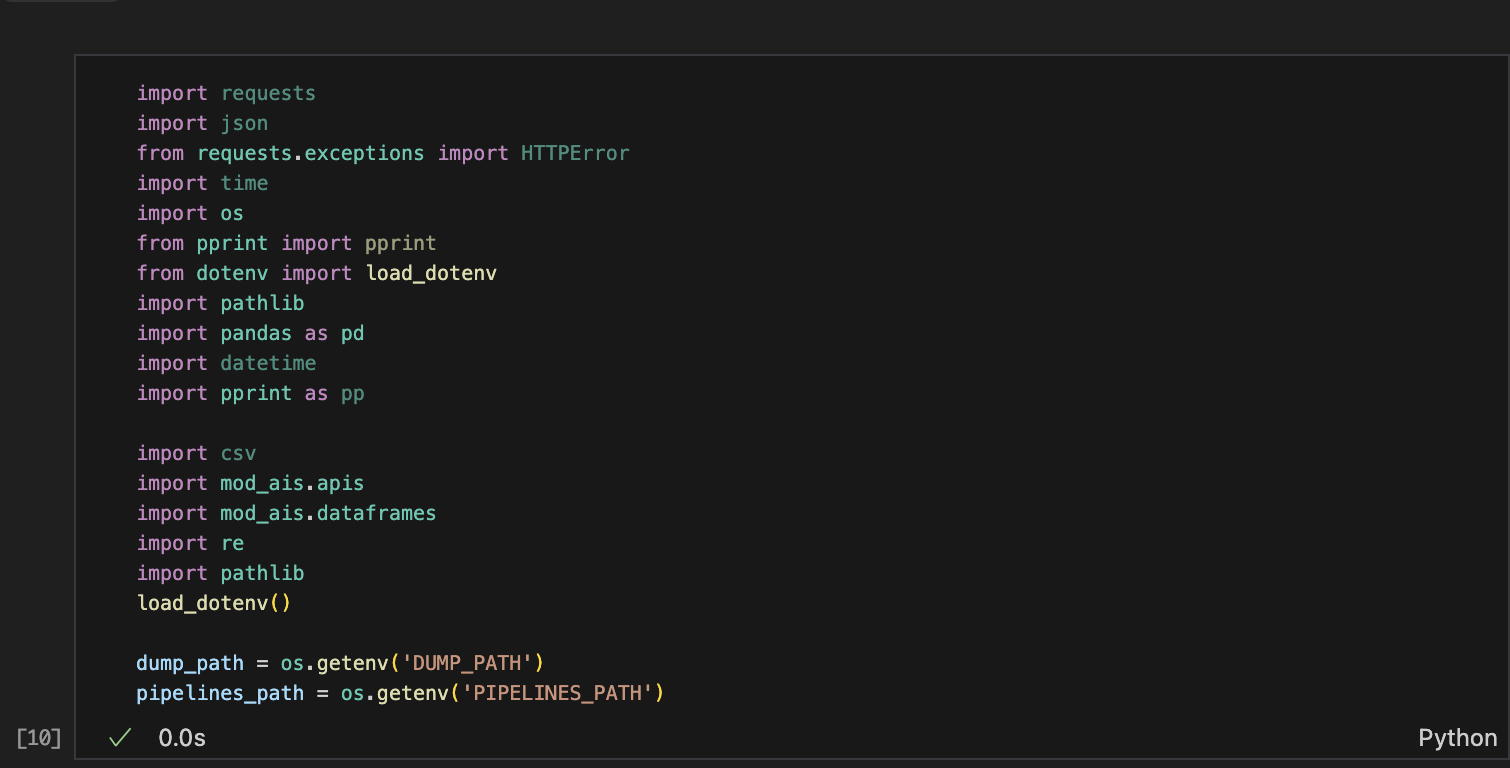 import requests
import json
from requests.exceptions import HTTPError
import time
import os
from pprint import pprint
from dotenv import load_dotenv
import pathlib
import pandas as pd
import datetime
import pprint as pp
import csv
import mod_ais.apis
import mod_ais.dataframes
import re
import pathlib
load_dotenv()
dump_path = os.getenv('DUMP_PATH')
pipelines_path = os.getenv('PIPELINES_PATH')
[10] ✓ 0.0s Python